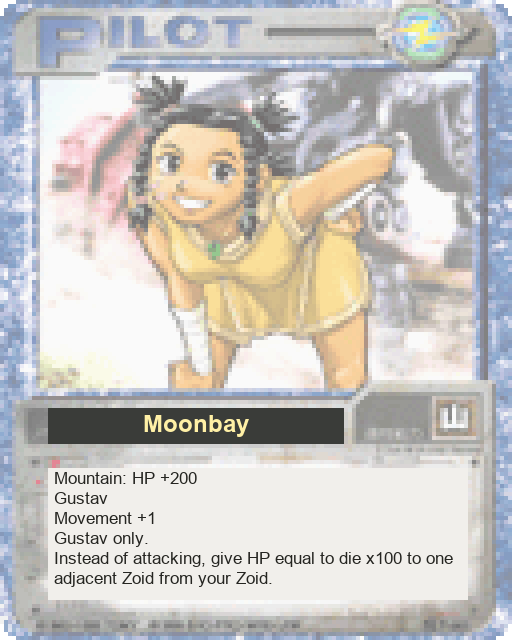 PILOT
Moonbay
Mountain: HP +200
Gustav
Movement +1
Gustav only.
Instead of attacking, give HP equal to die x100 to one
adjacent Zoid from your Zoid.